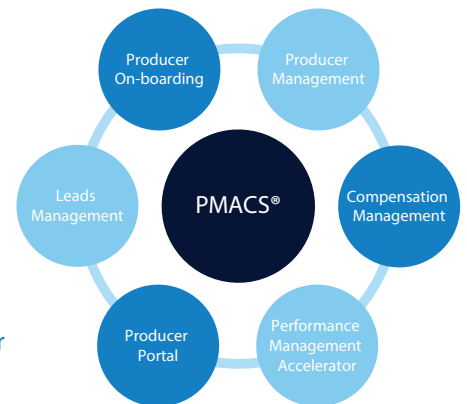 Producer
On-boarding
Producer
Management
Leads
Management
PMACS®
Compensation
Management
Producer
Portal
Performance
Management
Accelerator
r